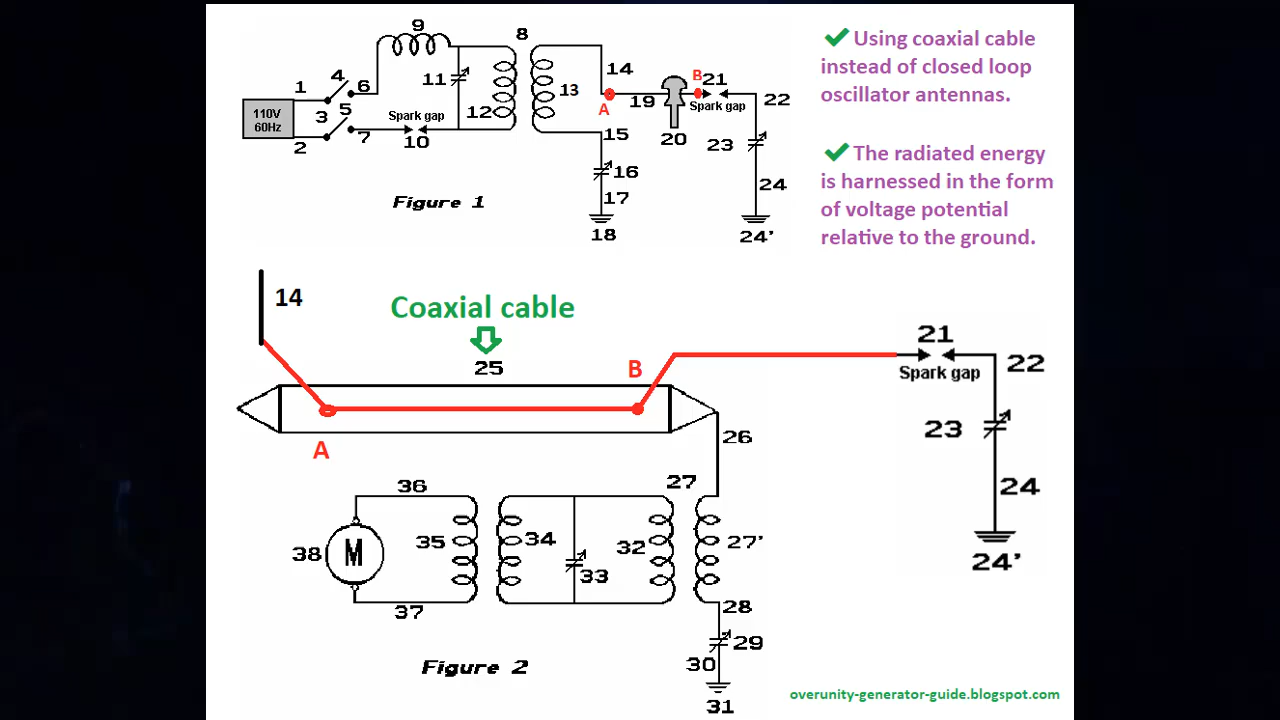 9
8
4
11
14
B 21
1
6
13
22
110V
60Hz
3
5
Spark gap
12
A
19
Spark gap
2
7
10
15
20
23
16
Figure 1
17
24
18
24'
✔ Using coaxial cable
instead of closed loop
oscillator antennas.
✔ The radiated energy
is harnessed in the form
of voltage potential
relative to the ground.
14
Coaxial cable
25
B
21
Spark gap
22
A
26
23
36
27
24
38
M
35
34
32
27'
33
24'
37
28
29
Figure 2
30
31
overunity-generator-guide.blogspot.com